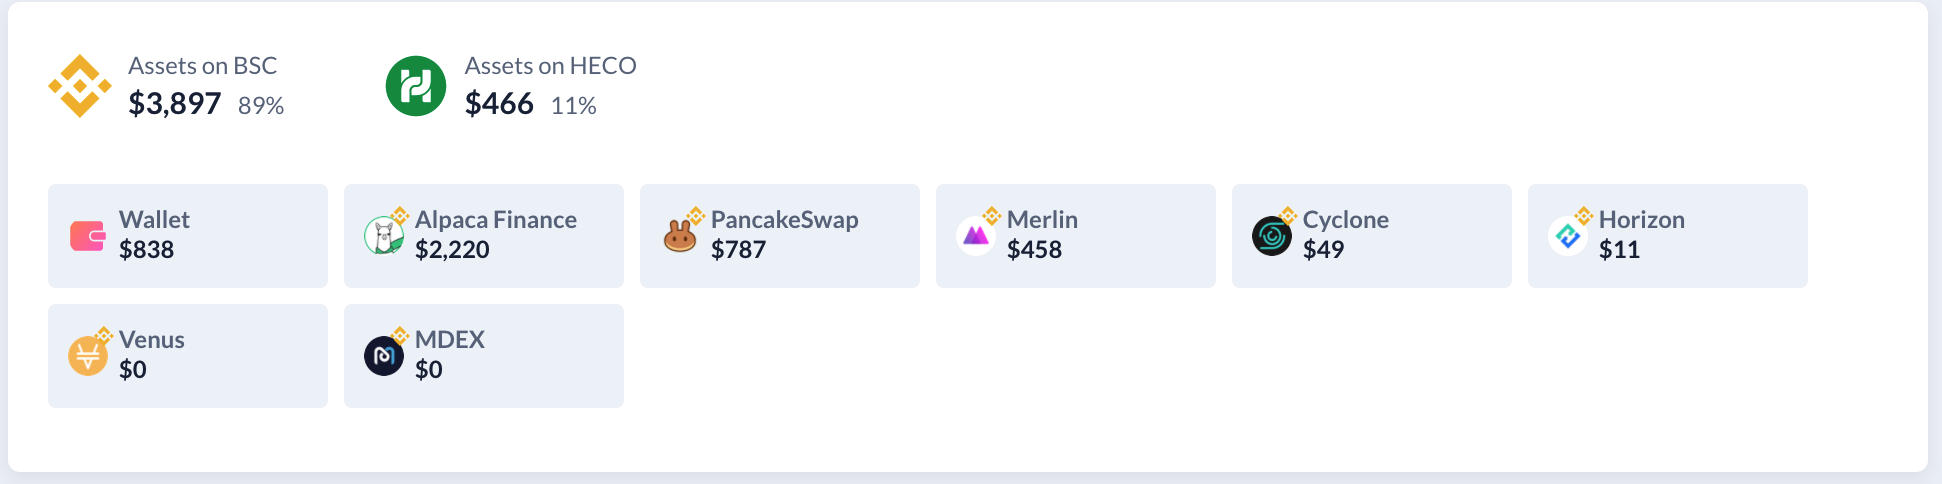 Assets on BSC
$3,897 89%
Assets on HECO
$466 11%
Wallet
$838
Alpaca Finance
$2,220
PancakeSwap
$787
Merlin
$458
Cyclone
$49
Horizon
$11
Venus
$0
MDEX
$0